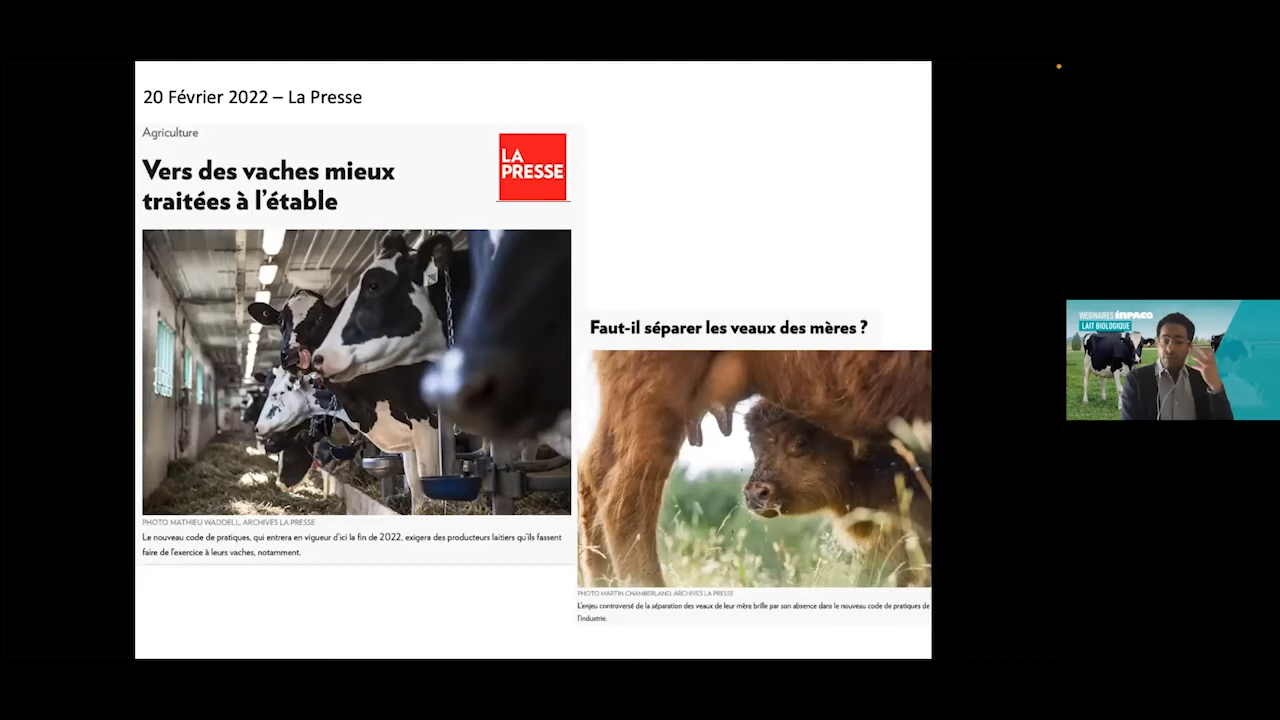 20 Février 2022 – La Presse
Agriculture
Vers des vaches mieux
traitées à l'étable
LA
PRESSE
PHOTO MATHIEU WADDELL, ARCHIVES LA PRESSE
Le nouveau code de pratiques, qui entrera en vigueur d'ici la fin de 2022, exigera des producteurs laitiers qu'ils fassent
faire de l'exercice à leurs vaches, notamment.
Faut-il séparer les veaux des mères ?
PHOTO MARTIN CHAMBERLAND, ARCHIVES LA PRESSE
L'enjeu controversé de la séparation des veaux de leur mère brille par son absence dans le nouveau code de pratiques de
l'industrie.
WEBINAIRES INPACQ
LAIT BIOLOGIQUE